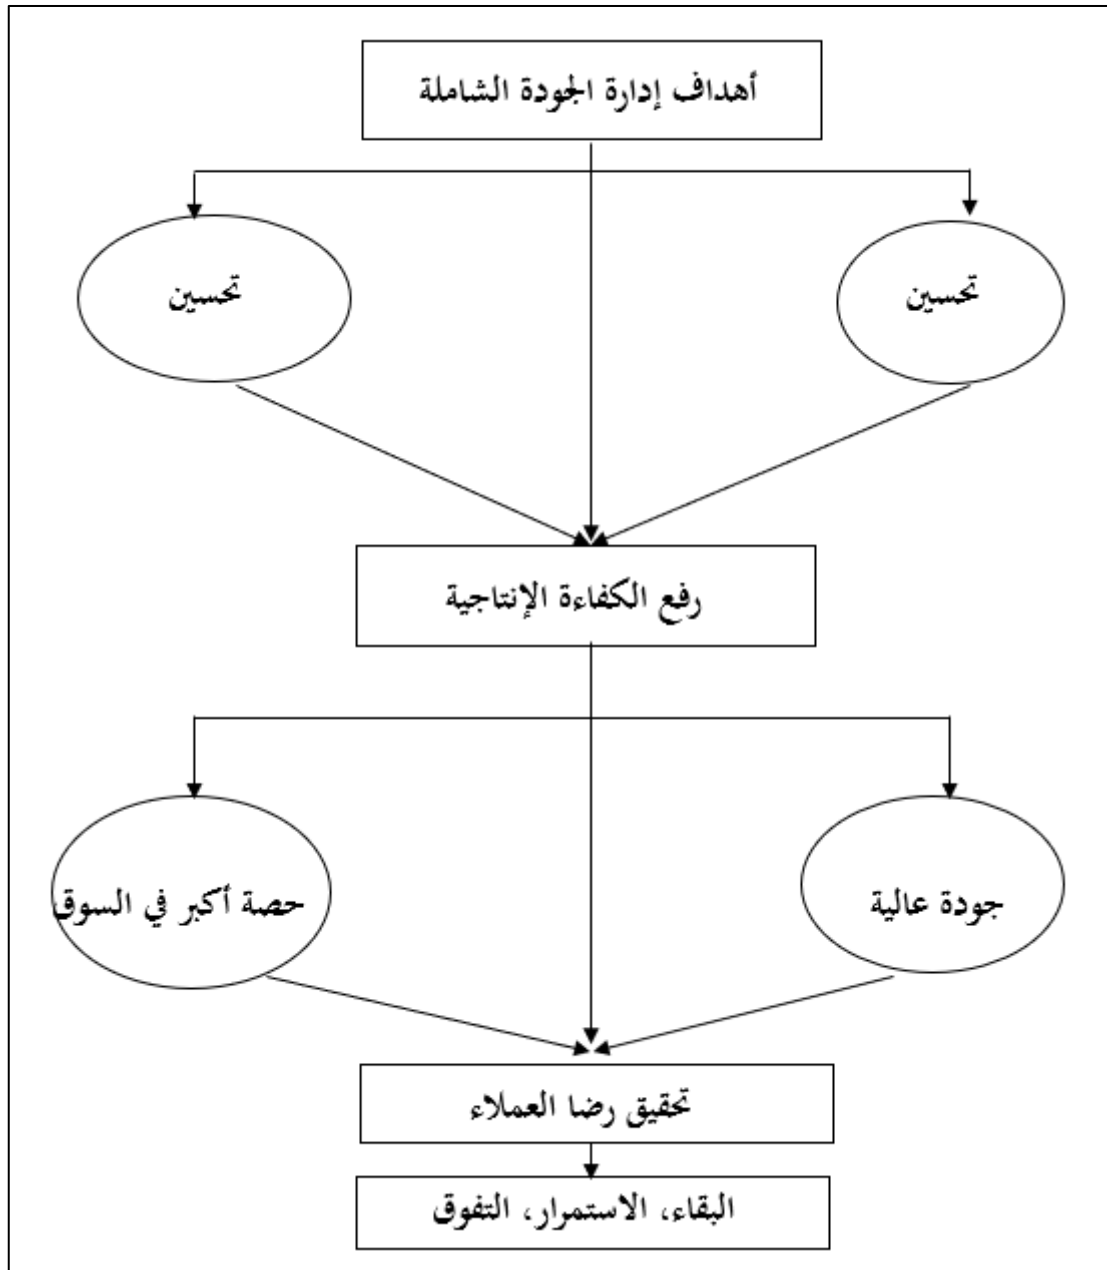 أهداف إدارة الجودة الشاملة
تحسين
تحسين
رفع الكفاءة الإنتاجية
جودة عالية
حصة أكبر في السوق
تحقيق رضا العملاء
البقاء، الاستمرار، التفوق